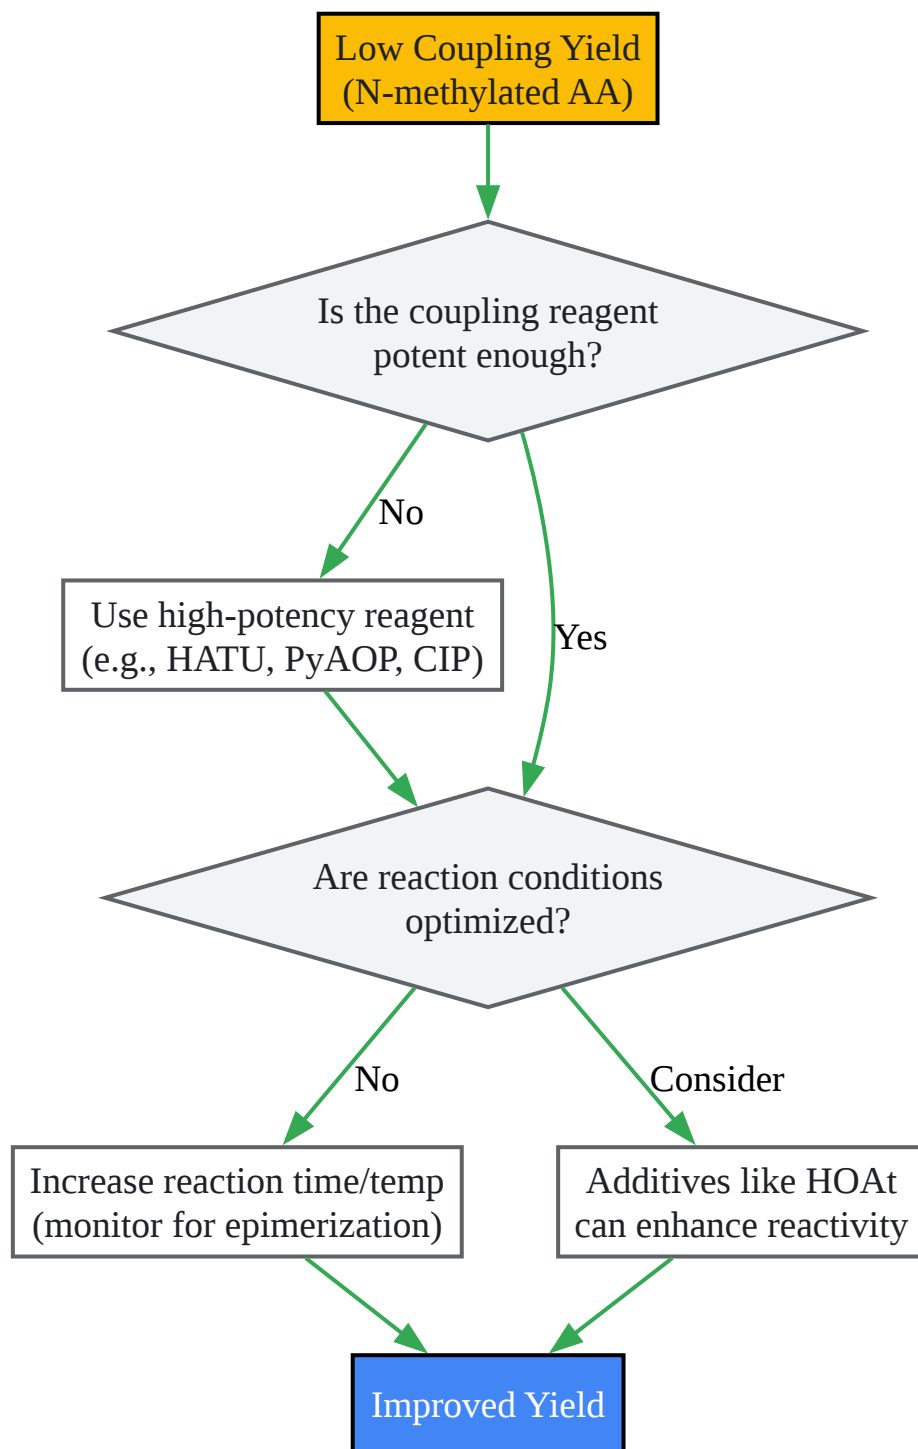 Low Coupling Yield
(N-methylated AA)
Is the coupling reagent
potent enough?
No
Yes
Use high-potency reagent
(e.g., HATU, PyAOP, CIP)
Are reaction conditions
optimized?
No
Consider
Increase reaction time/temp
(monitor for epimerization)
Additives like HOAt
can enhance reactivity
Improved Yield